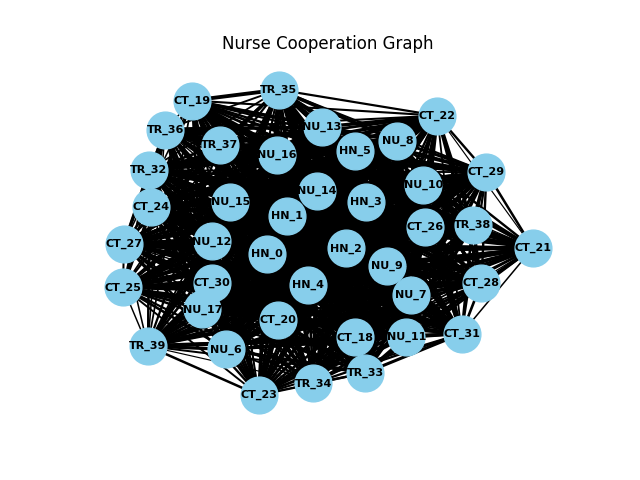 Nurse Cooperation Graph
TR_35
CT_19
CT_22
NU_13
TR_36
NU_8
TR_37
HN_5
NU_16
TR_32
CT_29
NU_10
NU_14
NU_15
HN_3
CT_24
HN_1
TR_38
CT_26
NU_12
CT_27
HN_2
CT_21
HN_0
NU_9
CT_30
CT_28
HN_4
CT_25
NU_7
NU_17
CT_20
CT_31
CT_18
NU_11
TR_39
NU_6
TR_33
TR_34
CT_23